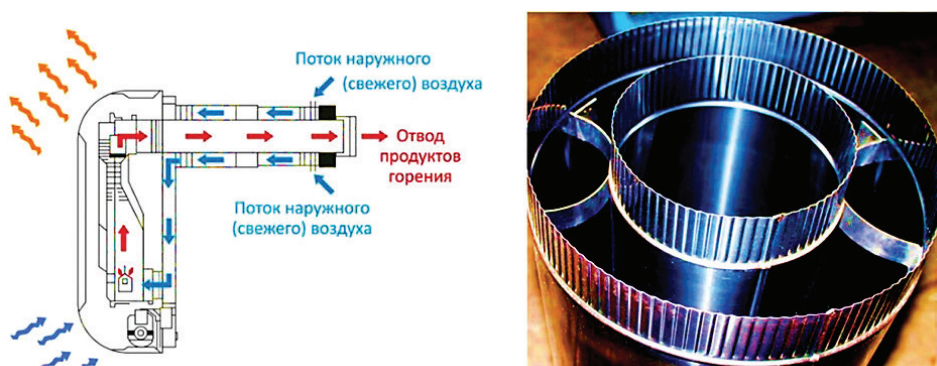 Поток наружного
(свежего) воздуха
Отвод
продуктов
горения
Поток наружного
(свежего) воздуха